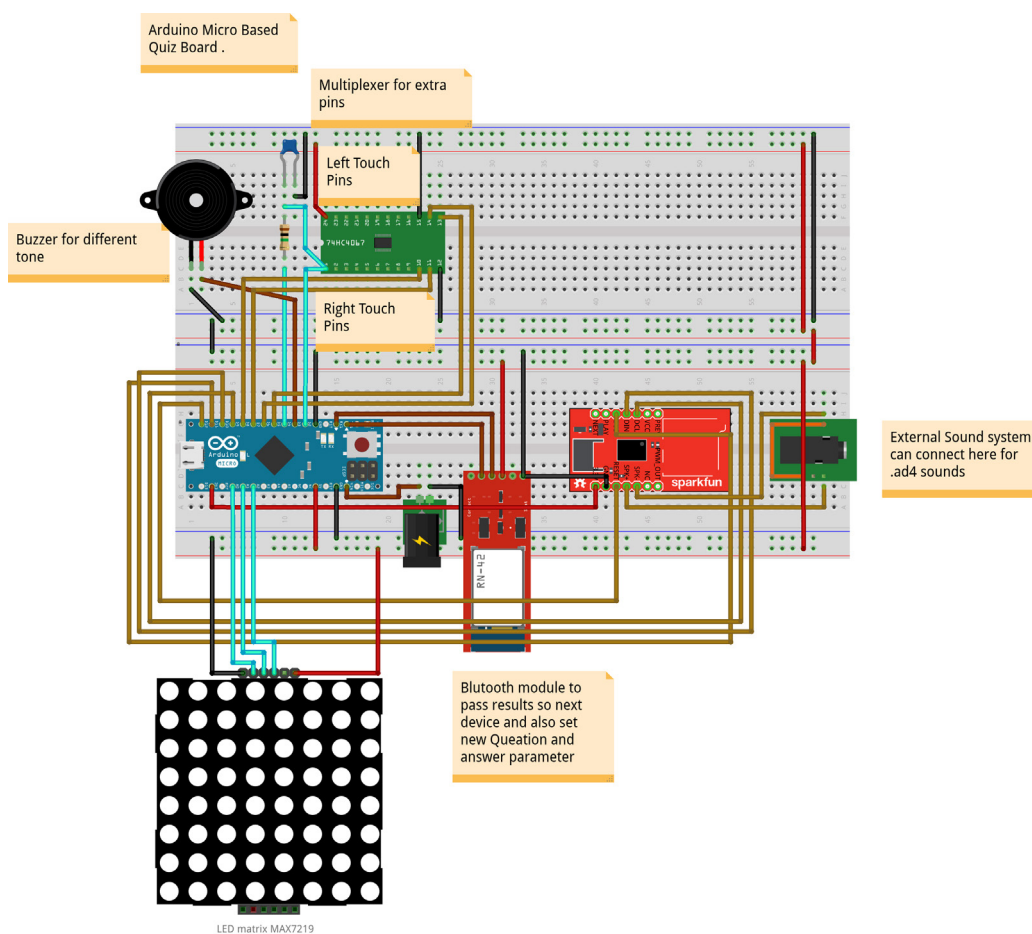 Arduino Micro Based
Quiz Board .
Multiplexer for extra
pins
Left Touch
Pins
Buzzer for different
tone
74HC4067
Right Touch
Pins
Arduino
MICRO
sparkfun
External Sound system
can connect here for
.ad4 sounds
RN-42
Blutooth module to
pass results so next
device and also set
new Queation and
answer parameter
LED matrix MAX7219